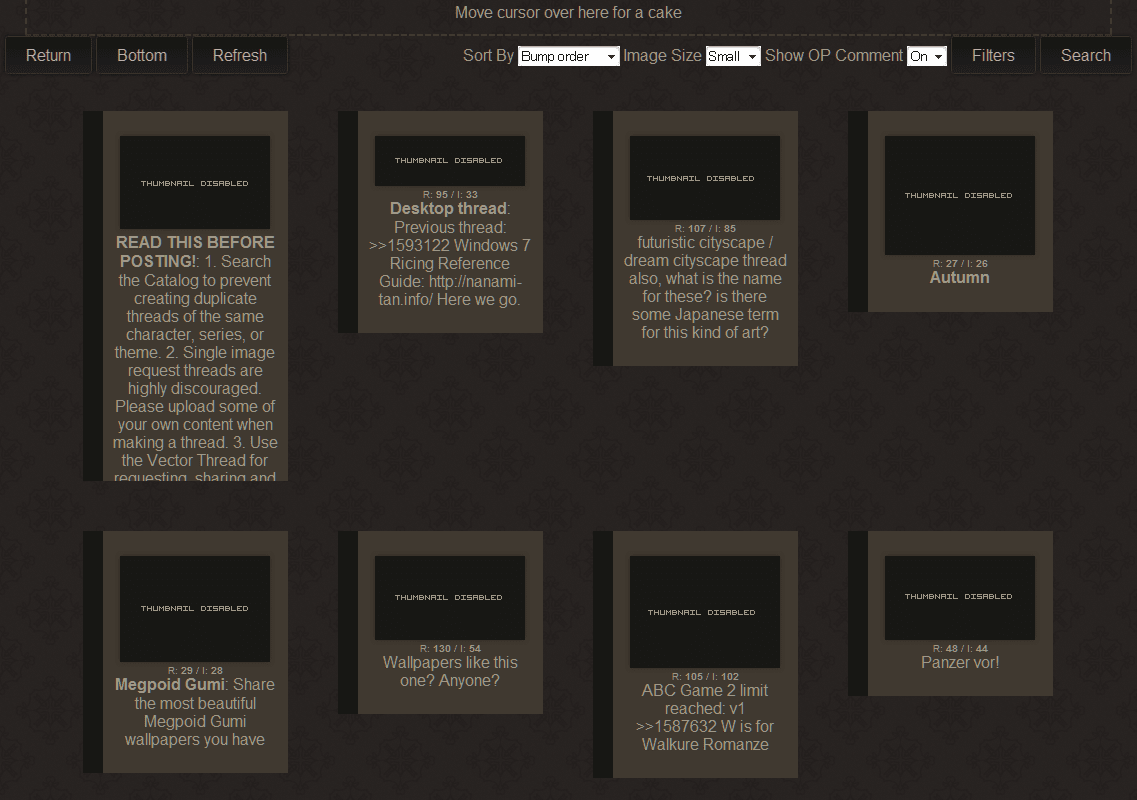 Move cursor over here for a cake
Return Bottom Refresh Sort By Bump order Image Size Small Show OP Comment On Filters Search
THUMBNAIL DISABLED
READ THIS BEFORE
POSTING!: 1. Search
the Catalog to prevent
creating duplicate
threads of the same
character, series, or
theme. 2. Single image
request threads are
highly discouraged.
Please upload some of
your own content when
making a thread. 3. Use
the Vector Thread for
requesting, sharing and
THUMBNAIL DISABLED
R: 95 / I: 33
Desktop thread:
Previous thread:
>>1593122 Windows 7
Ricing Reference
Guide: http://nanami-
tan.info/ Here we go.
THUMBNAIL DISABLED
R: 107 / I: 85
futuristic cityscape /
dream cityscape thread
also, what is the name
for these? is there
some Japanese term
for this kind of art?
THUMBNAIL DISABLED
R: 27 / I: 26
Autumn
THUMBNAIL DISABLED
R: 29 / I: 28
Megpoid Gumi: Share
the most beautiful
Megpoid Gumi
wallpapers you have
THUMBNAIL DISABLED
R: 130 / I: 54
Wallpapers like this
one? Anyone?
THUMBNAIL DISABLED
R: 105 / I: 102
ABC Game 2 limit
reached: v1
>>1587632 W is for
Walkure Romanze
THUMBNAIL DISABLED
R: 48 / I: 44
Panzer vor!